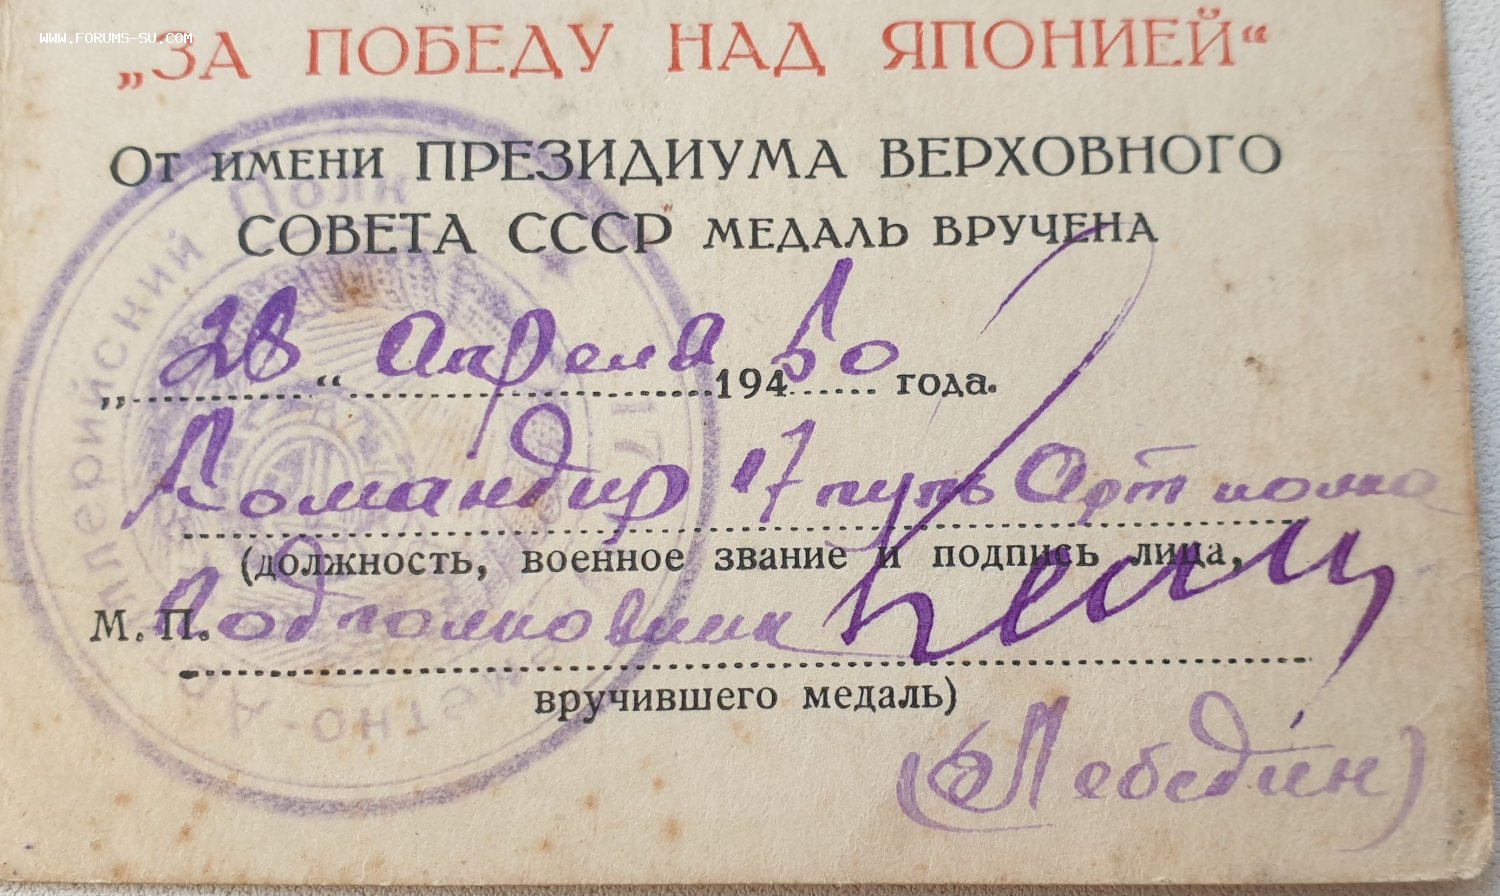 www.forums-su.com
„ЗА ПОБЕДУ НАД ЯПОНИЕЙ“
От имени ПРЕЗИДИУМА ВЕРХОВНОГО
СОВЕТА СССР МЕДАЛЬ ВРУЧЕНА
„28“ Апреля 194 50 года.
Командир 17 пуль Арт полка
(должность, военное звание и подпись лица,
М. П. Подполковник
вручившего медаль)
(Лебедин)
Полк